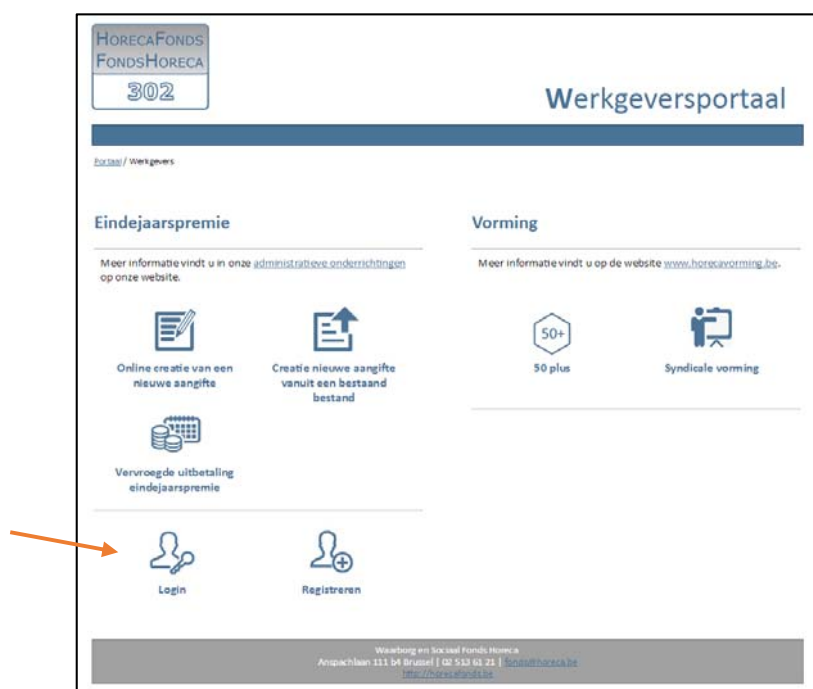 HORECAFONDS
FONDSHORECA
302
Werkgeversportaal
Portaal / Werkgevers
Eindejaarspremie
Meer informatie vindt u in onze administratieve onderrichtingen
op onze website.
Online creatie van een
nieuwe aangifte
Creatie nieuwe aangifte
vanuit een bestaand
bestand
Vervroegde uitbetaling
eindejaarspremie
Login
Registreren
Vorming
Meer informatie vindt u op de website www.horecavorming.be.
50+
50 plus
Syndicale vorming
Waarborg en Sociaal Fonds Horeca
Anspachlaan 111 b4 Brussel | 02 513 61 21 | fonds@horeca.be
http://horecafonds.be